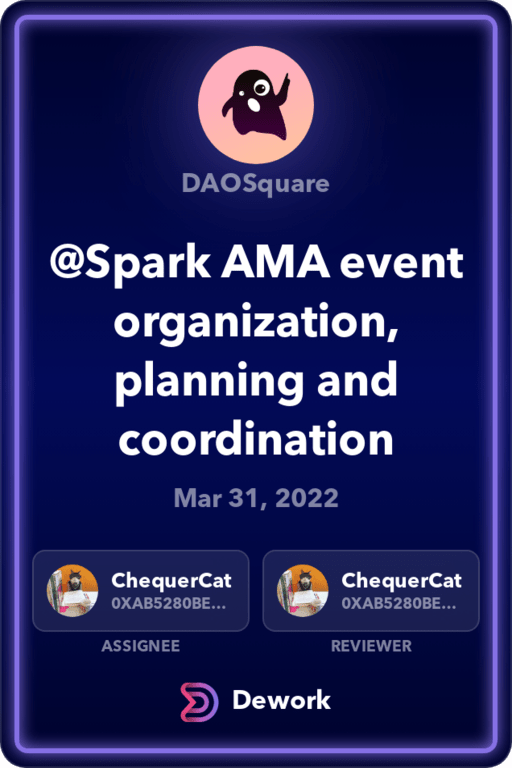 DAOSquare
@Spark AMA event
organization,
planning and
coordination
Mar 31, 2022
ChequerCat
0XAB5280BE...
ASSIGNEE
ChequerCat
0XAB5280BE...
REVIEWER
Dework